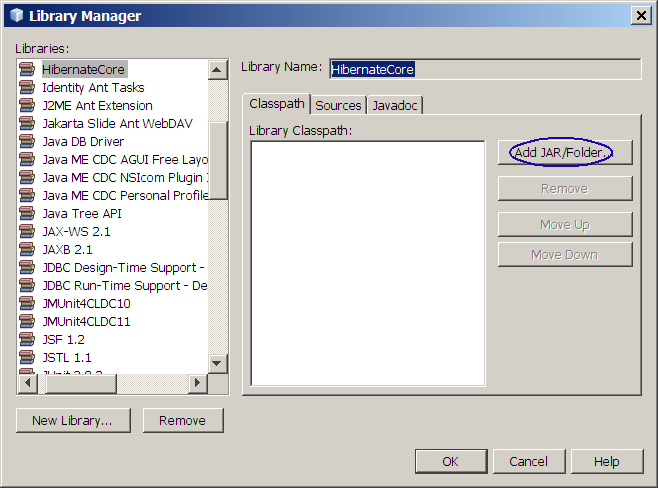 Library Manager
Libraries:
HibernateCore
Identity Ant Tasks
J2ME Ant Extension
Jakarta Slide Ant WebDAV
Java DB Driver
Java ME CDC AGUI Free Layo
Java ME CDC NSIcom Plugin I
Java ME CDC Personal Profile
Java Tree API
JAX-WS 2.1
JAXB 2.1
JDBC Design-Time Support -
JDBC Run-Time Support - De
JMUnit4CLDC10
JMUnit4CLDC11
JSF 1.2
JSTL 1.1
New Library...
Remove
Library Name:
HibernateCore
Classpath
Sources
Javadoc
Library Classpath:
Add JAR/Folder...
Remove
Move Up
Move Down
OK
Cancel
Help